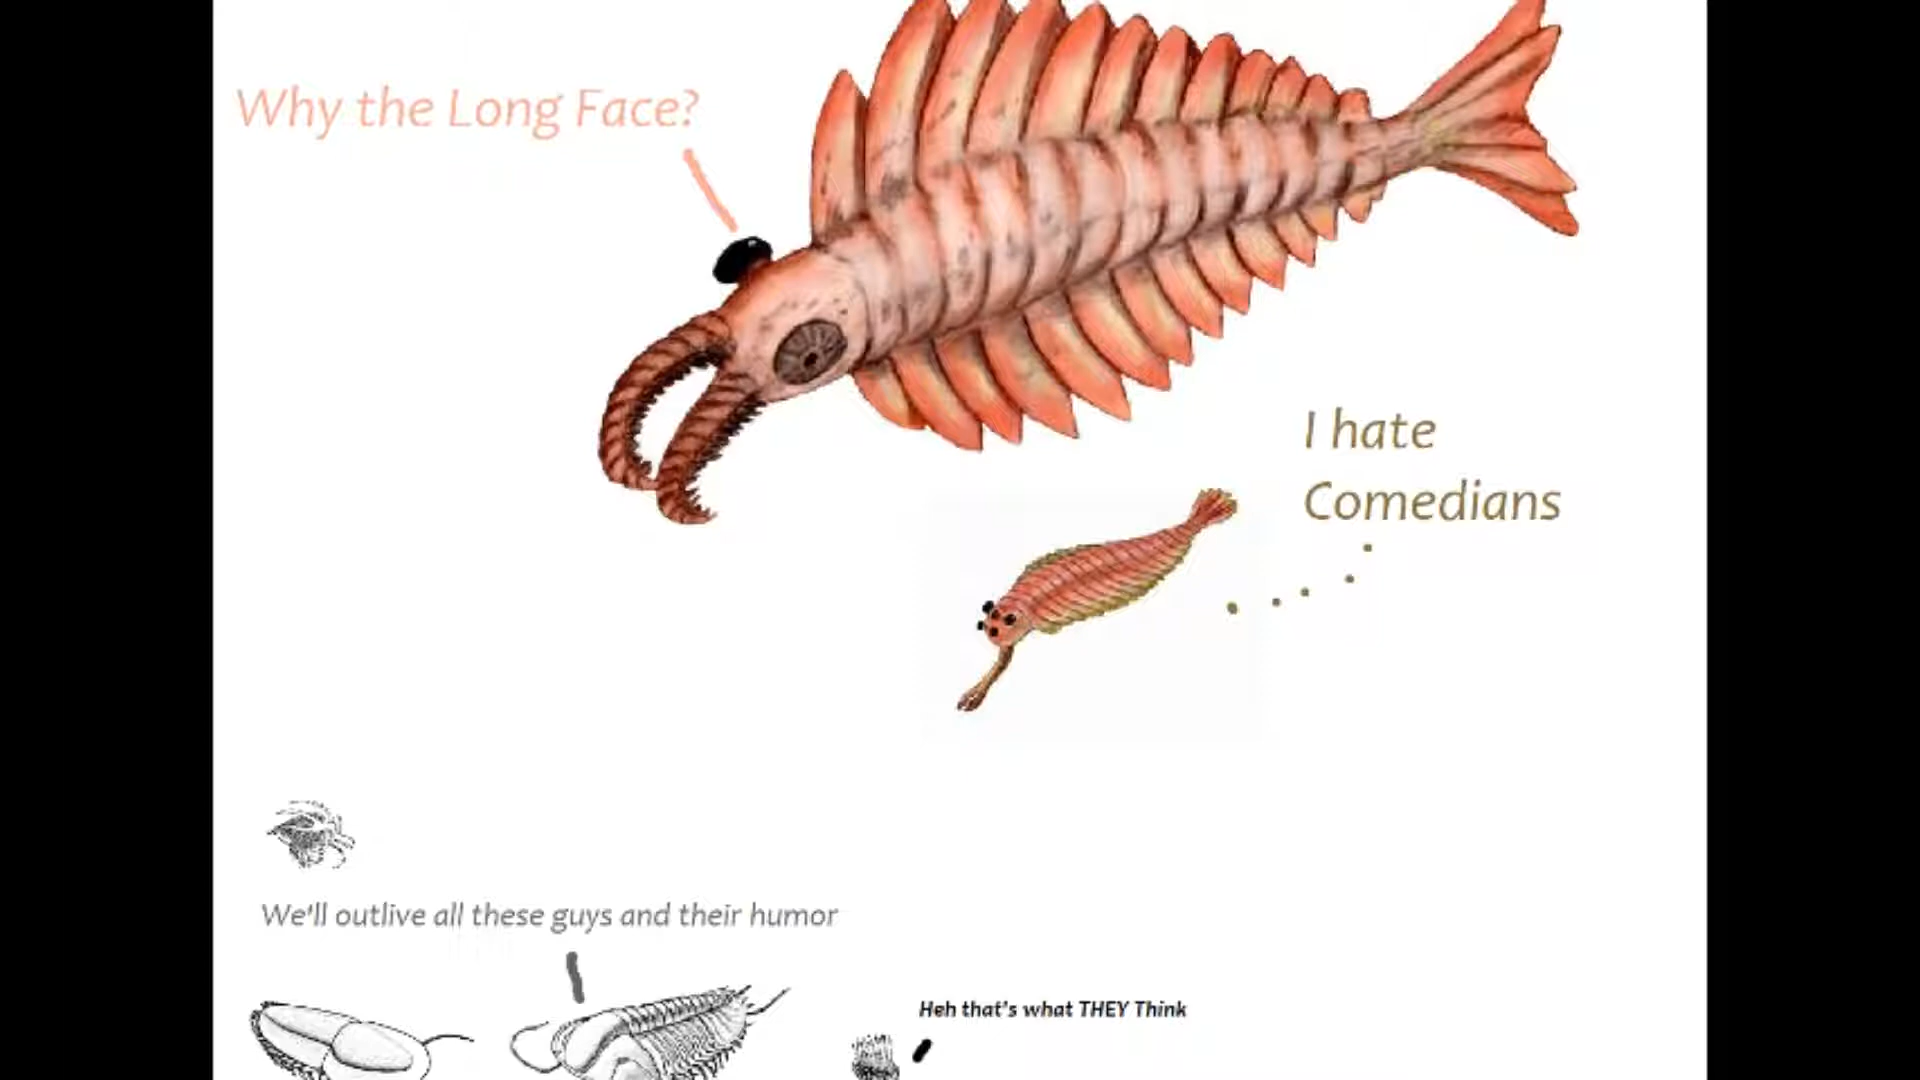 Why the Long Face?
I hate
Comedians
We'll outlive all these guys and their humor
Heh that's what THEY Think